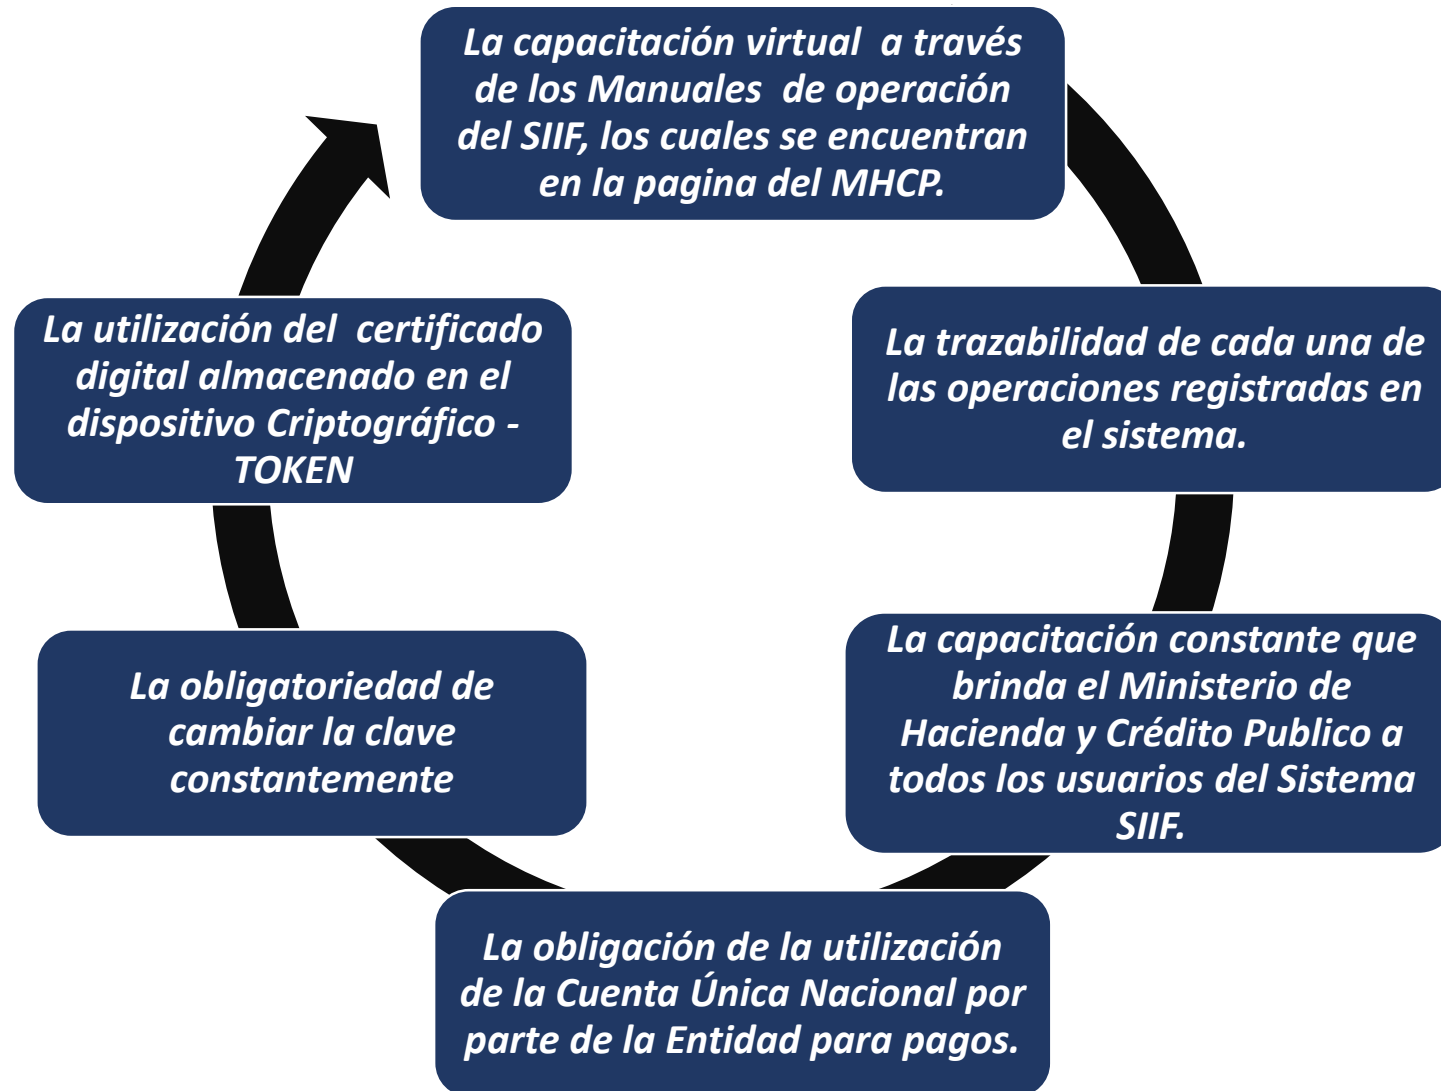 La capacitación virtual a través
de los Manuales de operación
del SIIF, los cuales se encuentran
en la pagina del MHCP.
La trazabilidad de cada una de
las operaciones registradas en
el sistema.
La capacitación constante que
brinda el Ministerio de
Hacienda y Crédito Publico a
todos los usuarios del Sistema
SIIF.
La obligación de la utilización
de la Cuenta Única Nacional por
parte de la Entidad para pagos.
La obligatoriedad de
cambiar la clave
constantemente
La utilización del certificado
digital almacenado en el
dispositivo Criptográfico -
TOKEN